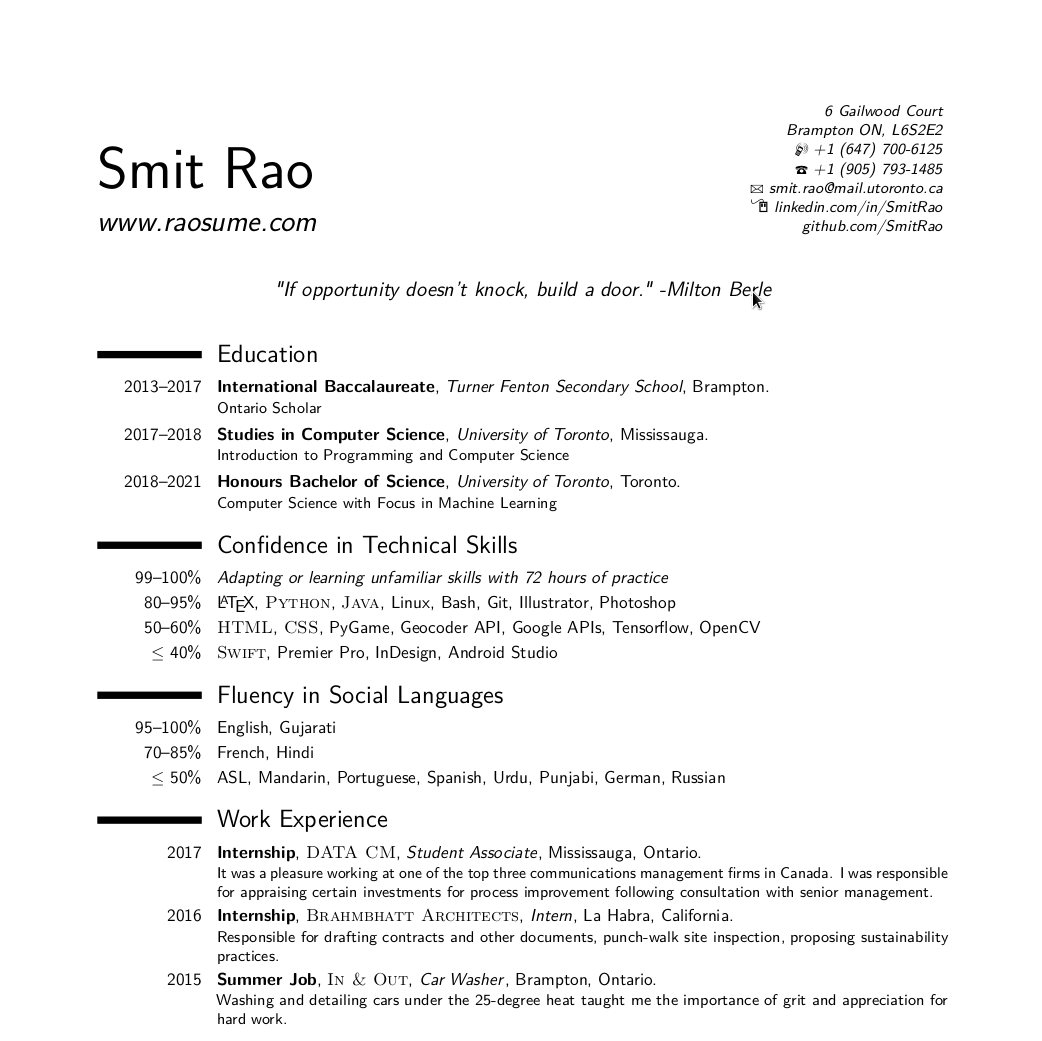 6 Gailwood Court
Brampton ON, L6S2E2
+1 (647) 700-6125
+1 (905) 793-1485
smit.rao@mail.utoronto.ca
linkedin.com/in/SmitRao
github.com/SmitRao
Smit Rao
www.raosume.com
"If opportunity doesn't knock, build a door." -Milton Berle
Education
2013–2017 International Baccalaureate, Turner Fenton Secondary School, Brampton.
Ontario Scholar
2017–2018 Studies in Computer Science, University of Toronto, Mississauga.
Introduction to Programming and Computer Science
2018–2021 Honours Bachelor of Science, University of Toronto, Toronto.
Computer Science with Focus in Machine Learning
Confidence in Technical Skills
99–100% Adapting or learning unfamiliar skills with 72 hours of practice
80–95% LATEX, PYTHON, JAVA, Linux, Bash, Git, Illustrator, Photoshop
50–60% HTML, CSS, PyGame, Geocoder API, Google APIs, Tensorflow, OpenCV
≤ 40% SWIFT, Premier Pro, InDesign, Android Studio
Fluency in Social Languages
95–100% English, Gujarati
70–85% French, Hindi
≤ 50% ASL, Mandarin, Portuguese, Spanish, Urdu, Punjabi, German, Russian
Work Experience
2017 Internship, DATA CM, Student Associate, Mississauga, Ontario.
It was a pleasure working at one of the top three communications management firms in Canada. I was responsible
for appraising certain investments for process improvement following consultation with senior management.
2016 Internship, BRAHMBHATT ARCHITECTS, Intern, La Habra, California.
Responsible for drafting contracts and other documents, punch-walk site inspection, proposing sustainability
practices.
2015 Summer Job, IN & OUT, Car Washer, Brampton, Ontario.
Washing and detailing cars under the 25-degree heat taught me the importance of grit and appreciation for
hard work.